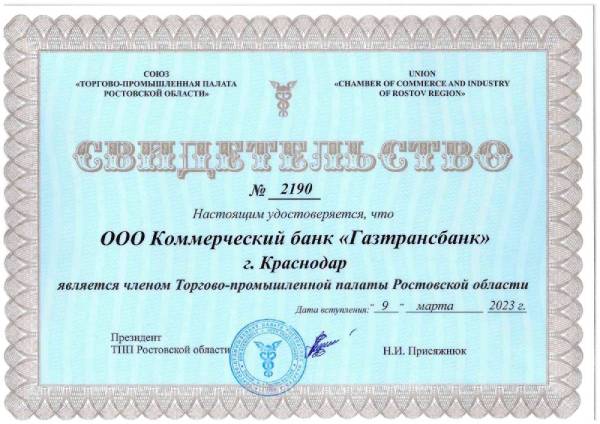 СОЮЗ
«ТОРГОВО-ПРОМЫШЛЕННАЯ ПАЛАТА
РОСТОВСКОЙ ОБЛАСТИ»
UNION
«CHAMBER OF COMMERCE AND INDUSTRY
OF ROSTOV REGION»
СВИДЕТЕЛЬСТВО
№ 2190
Настоящим удостоверяется, что
ООО Коммерческий банк «Газтрансбанк»
г. Краснодар
является членом Торгово-промышленной палаты Ростовской области
Дата вступления: " 9 " марта 2023 г.
Президент
ТПП Ростовской области
Н.И. Присяжнюк